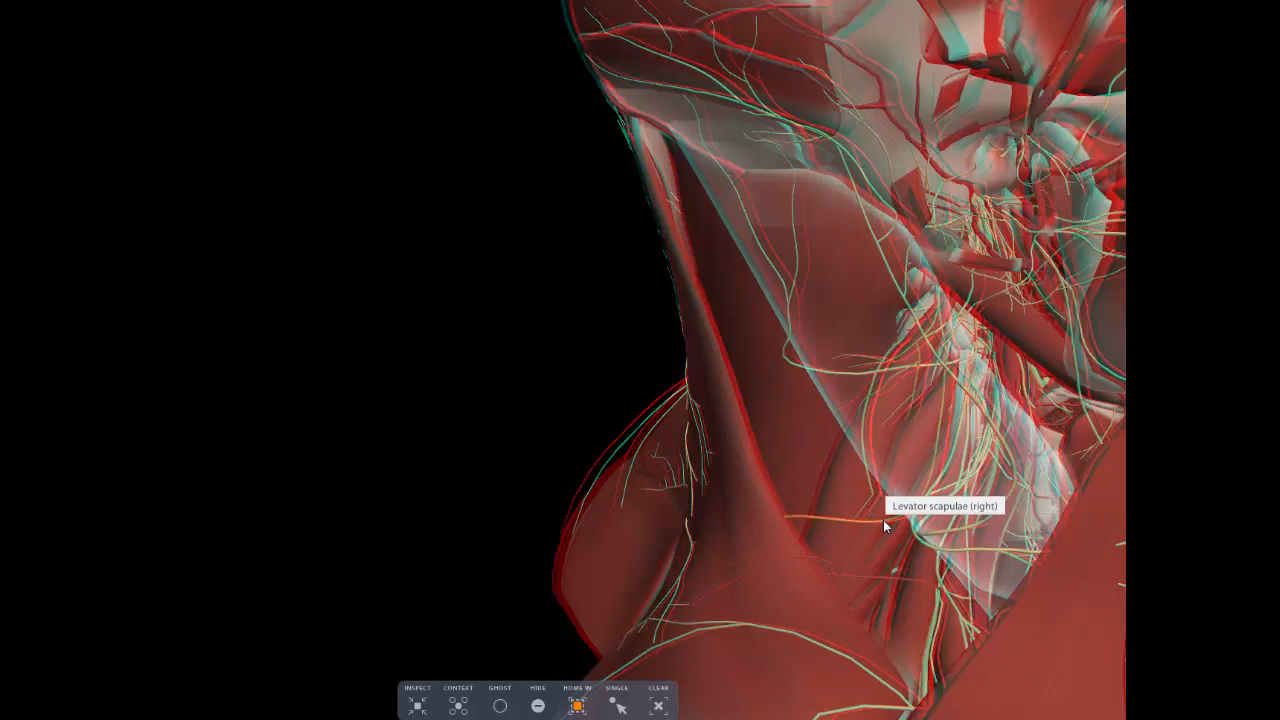 Levator scapulae (right)
INSPECT CONTEXT GHOST HIDE HOME IN SINGLE CLEAR